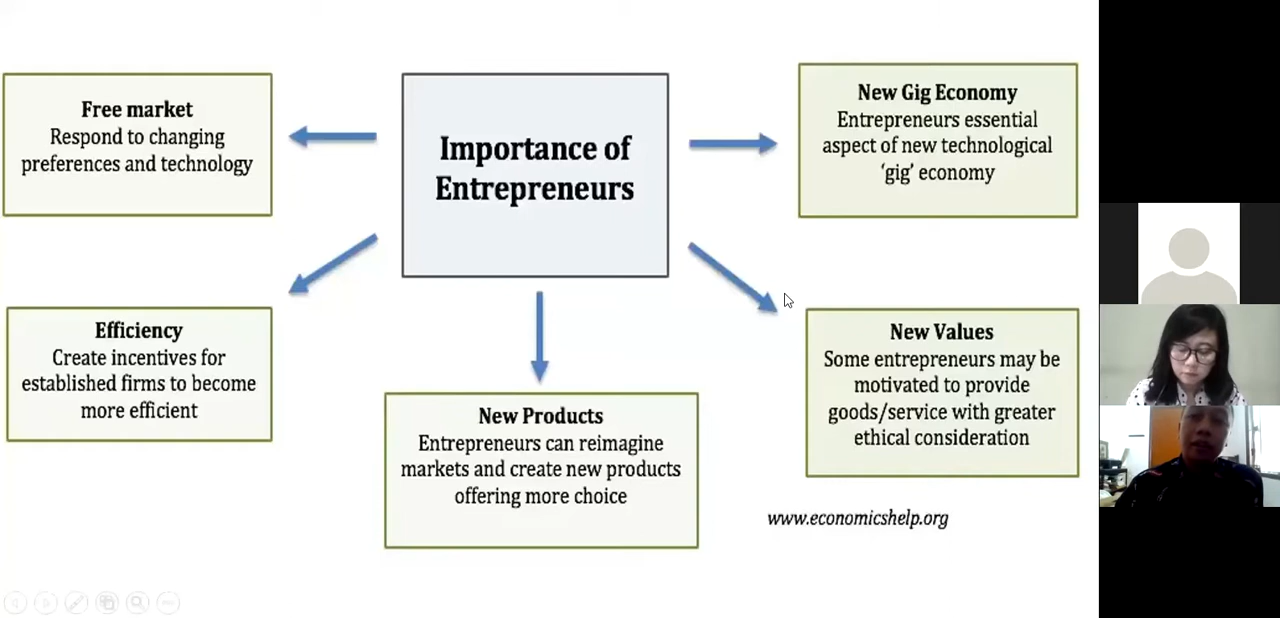 Importance of
Entrepreneurs
Free market
Respond to changing
preferences and technology
New Gig Economy
Entrepreneurs essential
aspect of new technological
‘gig’ economy
Efficiency
Create incentives for
established firms to become
more efficient
New Products
Entrepreneurs can reimagine
markets and create new products
offering more choice
New Values
Some entrepreneurs may be
motivated to provide
goods/service with greater
ethical consideration
www.economicshelp.org